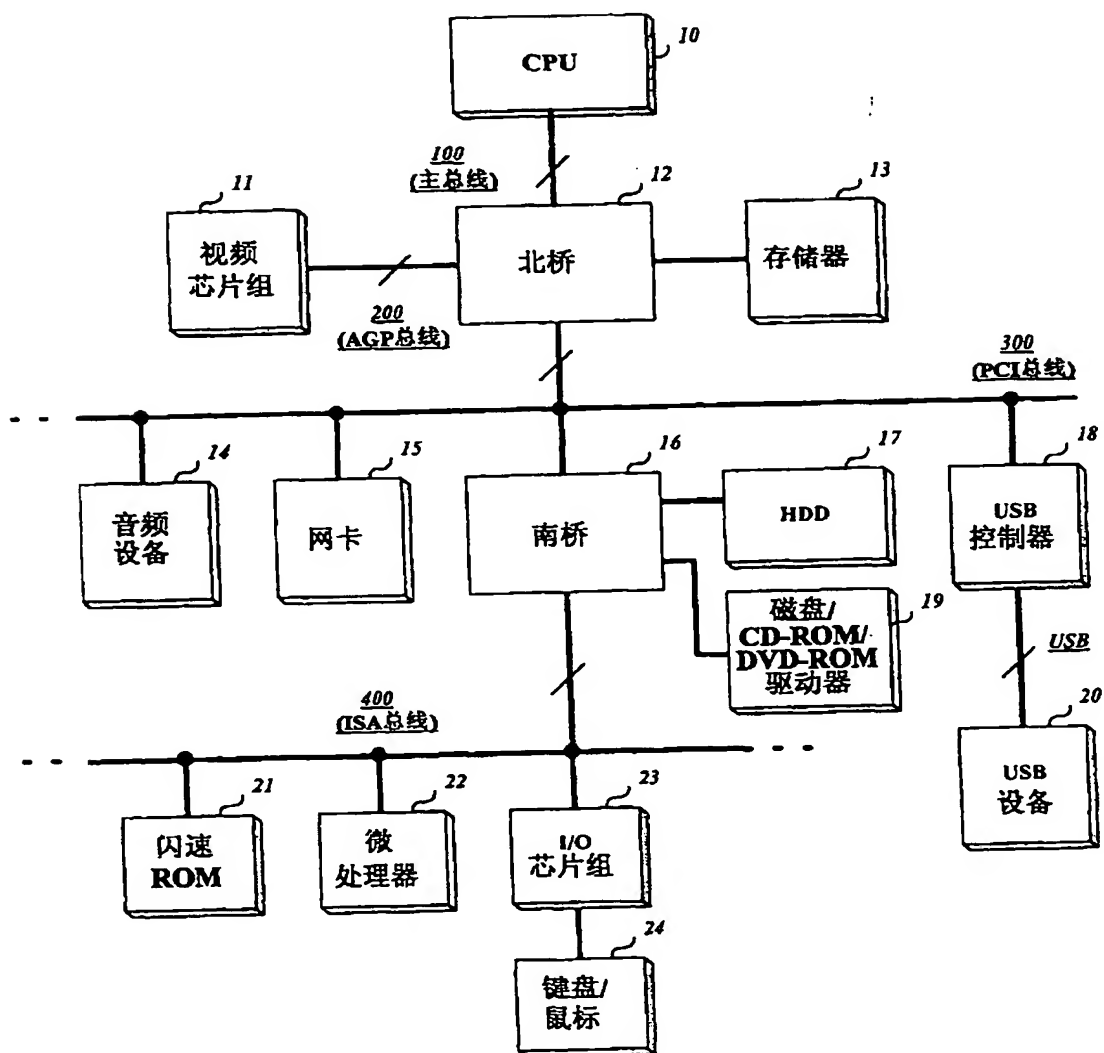 10
CPU
100
(主总线)
11
12
13
视频
芯片组
北桥
存储器
200
(AGP总线)
300
(PCI总线)
14
15
16
17
18
音频
设备
网卡
南桥
HDD
USB
控制器
19
磁盘/
CD-ROM/
DVD-ROM
驱动器
USB
400
(ISA总线)
20
USB
设备
21
22
23
闪速
ROM
微
处理器
I/O
芯片组
24
键盘/
鼠标